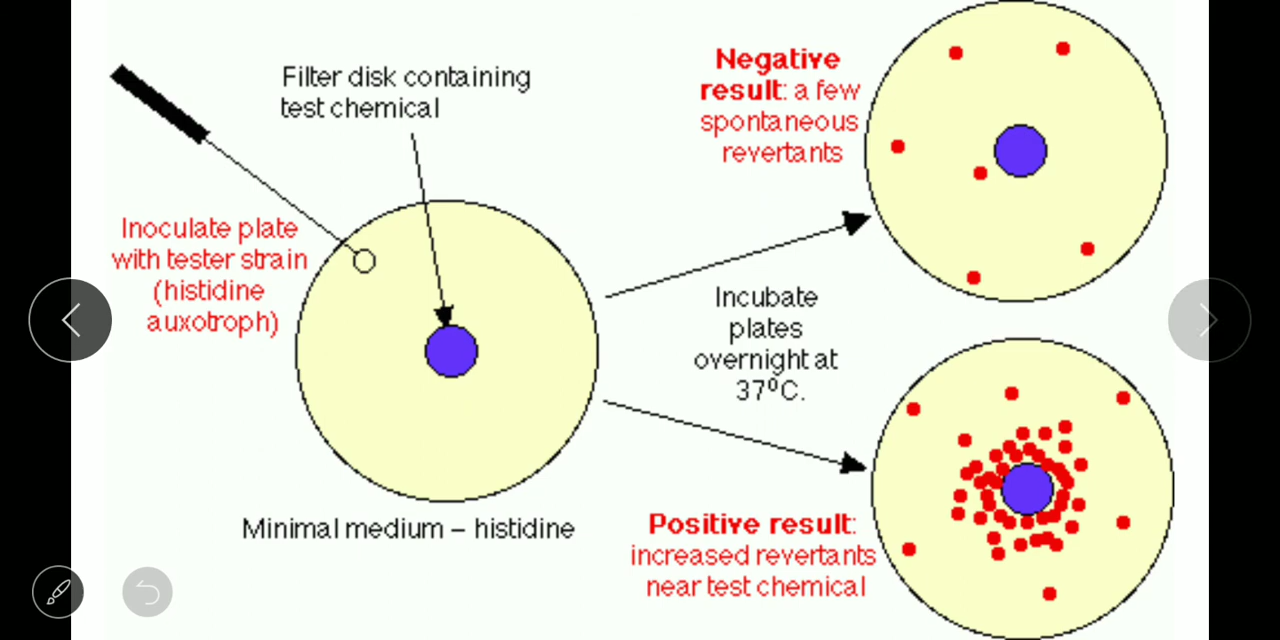 Filter disk containing
test chemical
Inoculate plate
with tester strain
(histidine
auxotroph)
Minimal medium – histidine
Incubate
plates
overnight at
37⁰C.
Negative
result: a few
spontaneous
revertants
Positive result:
increased revertants
near test chemical